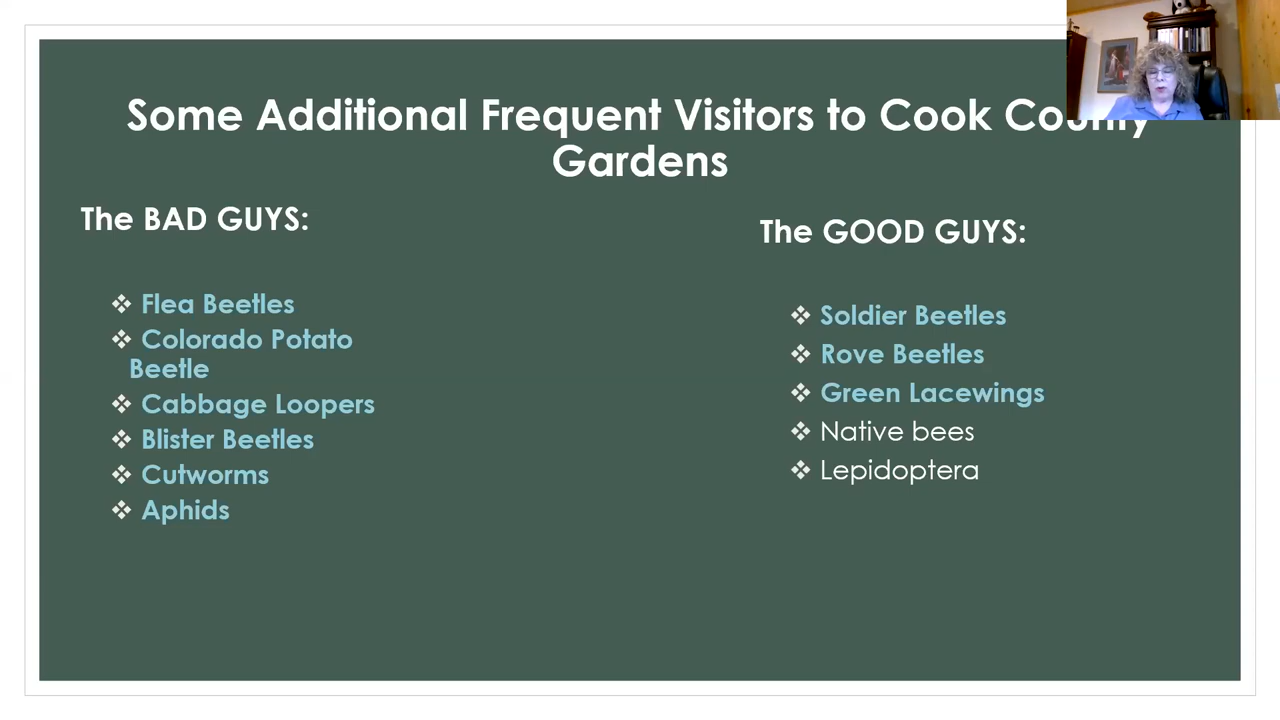 Some Additional Frequent Visitors to Cook County
Gardens
The BAD GUYS:
❖ Flea Beetles
❖ Colorado Potato
Beetle
❖ Cabbage Loopers
❖ Blister Beetles
❖ Cutworms
❖ Aphids
The GOOD GUYS:
❖ Soldier Beetles
❖ Rove Beetles
❖ Green Lacewings
❖ Native bees
❖ Lepidoptera